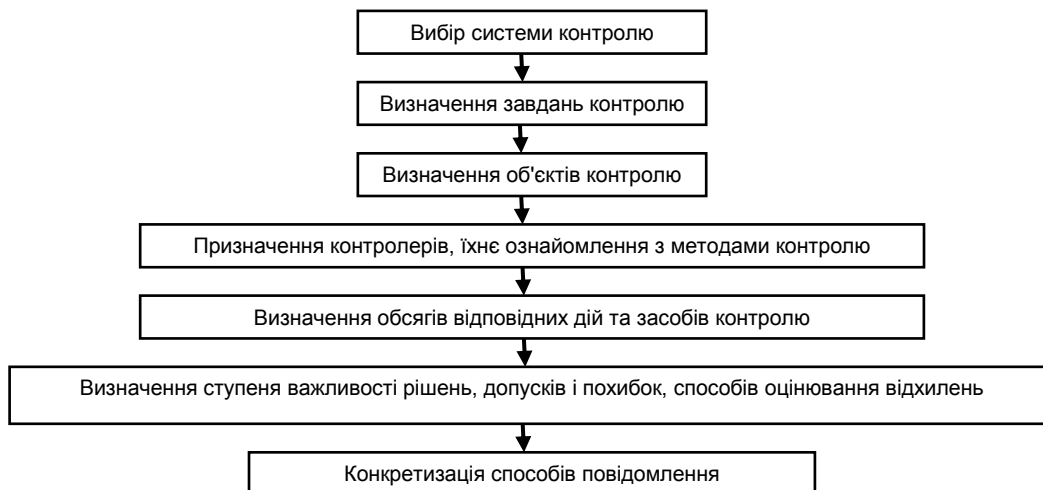 Вибір системи контролю
Визначення завдань контролю
Визначення об'єктів контролю
Призначення контролерів, їхнє ознайомлення з методами контролю
Визначення обсягів відповідних дій та засобів контролю
Визначення ступеня важливості рішень, допусків і похибок, способів оцінювання відхилень
Конкретизація способів повідомлення